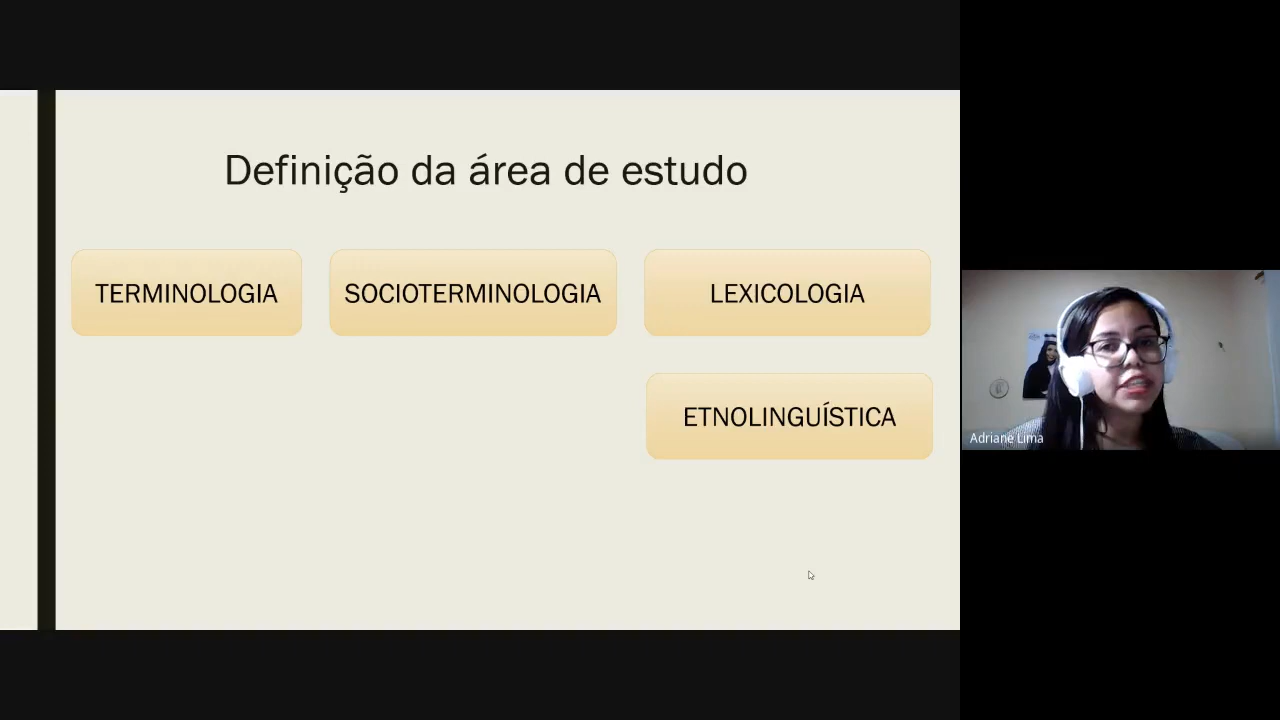 Definição da área de estudo
TERMINOLOGIA
SOCIOTERMINOLOGIA
LEXICOLOGIA
ETNOLINGUÍSTICA
Adriane Lima